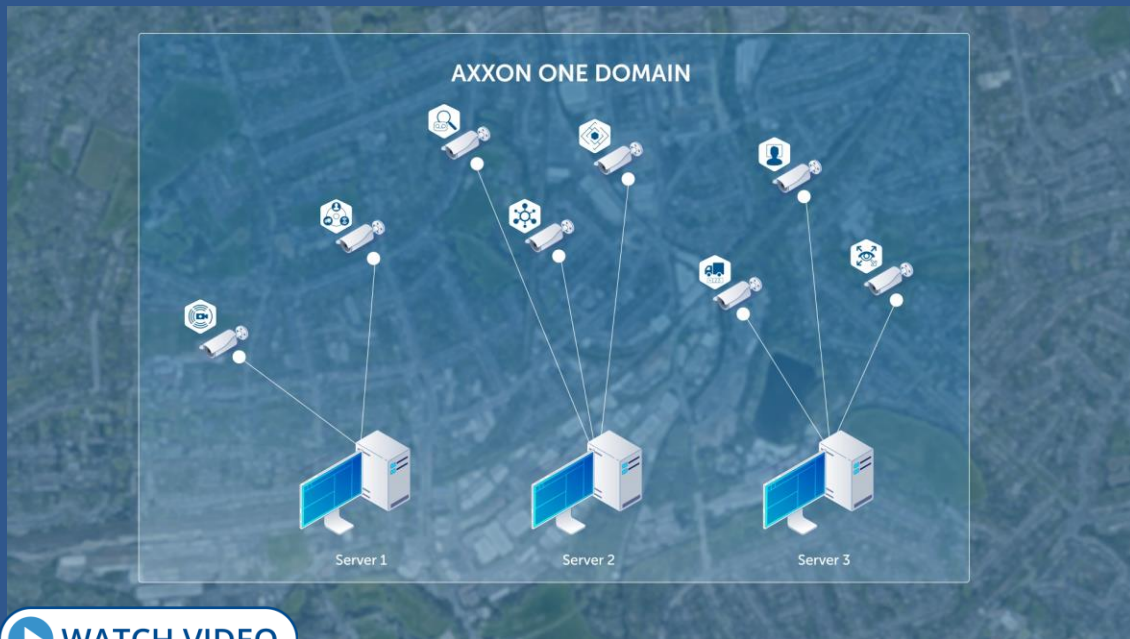 AXXON ONE DOMAIN
Server 1
Server 2
Server 3
WATCH VIDEO